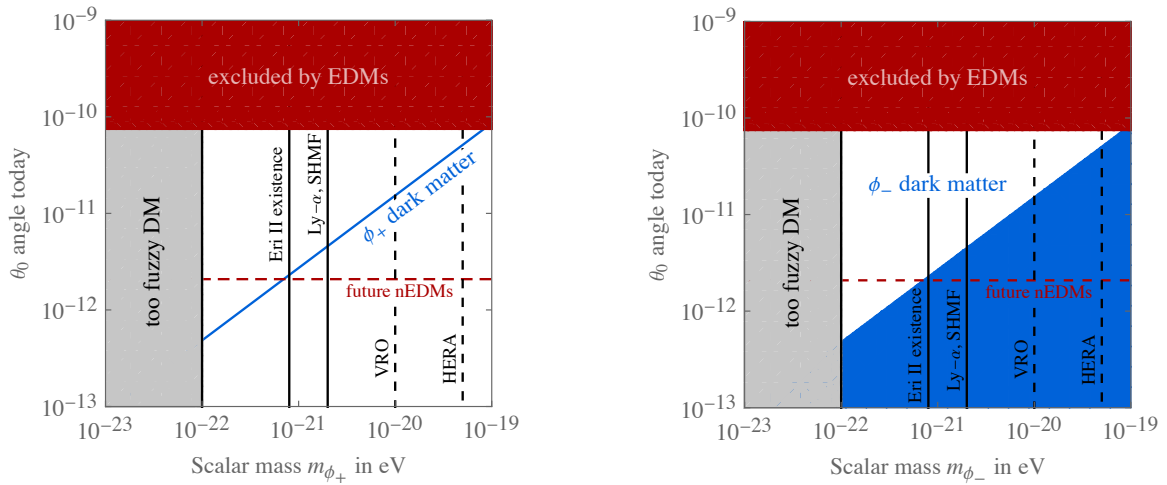 10⁻⁹
10⁻¹⁰
10⁻¹¹
10⁻¹²
10⁻¹³
θ₀ angle today
excluded by EDMs
too fuzzy DM
Eri II existence
Ly-α, SHMF
ϕ₊ dark matter
future nEDMs
VRO
HERA
10⁻²³ 10⁻²² 10⁻²¹ 10⁻²⁰ 10⁻¹⁹
Scalar mass m_ϕ₊ in eV
10⁻⁹
10⁻¹⁰
10⁻¹¹
10⁻¹²
10⁻¹³
θ₀ angle today
excluded by EDMs
too fuzzy DM
ϕ₋ dark matter
future nEDMs
Eri II existence
Ly-α, SHMF
VRO
HERA
10⁻²³ 10⁻²² 10⁻²¹ 10⁻²⁰ 10⁻¹⁹
Scalar mass m_ϕ₋ in eV